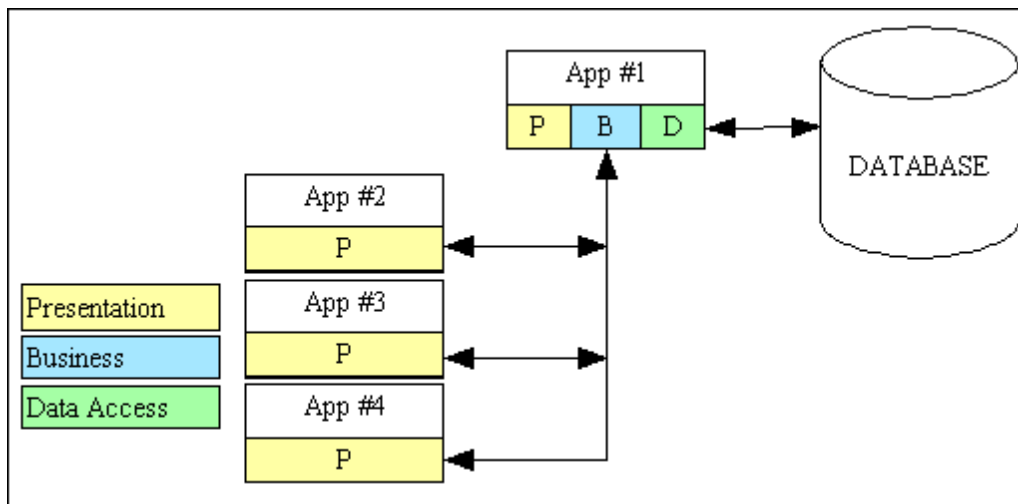 App #1
P B D
DATABASE
App #2
P
App #3
P
App #4
P
Presentation
Business
Data Access